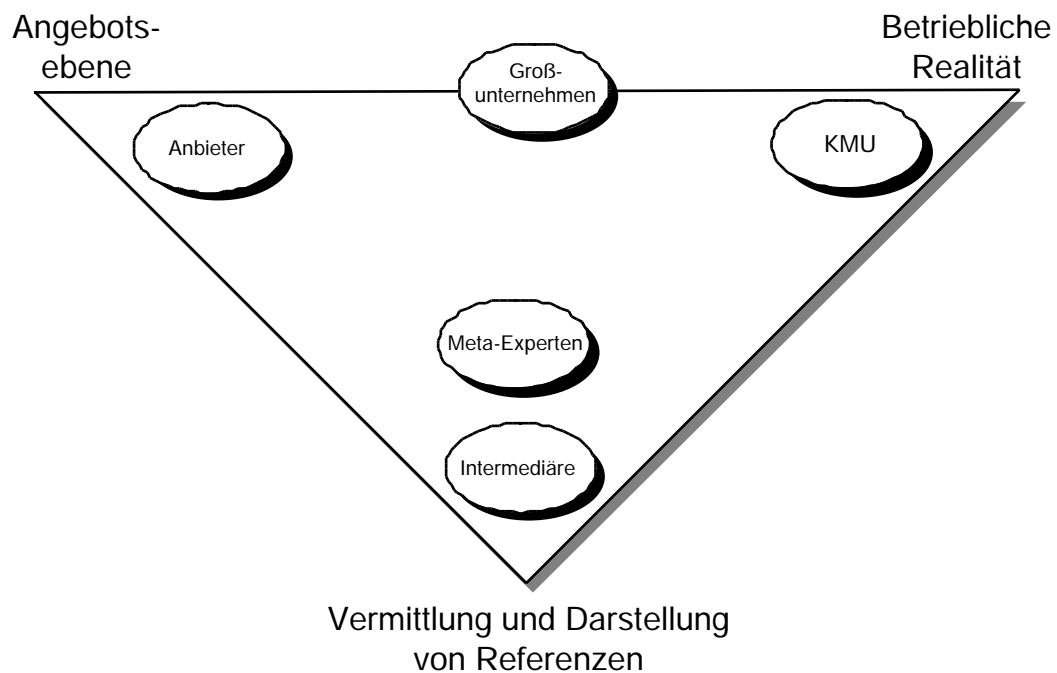 Angebots-
ebene
Betriebliche
Realität
Groß-
unternehmen
Anbieter
KMU
Meta-Experten
Intermediäre
Vermittlung und Darstellung
von Referenzen